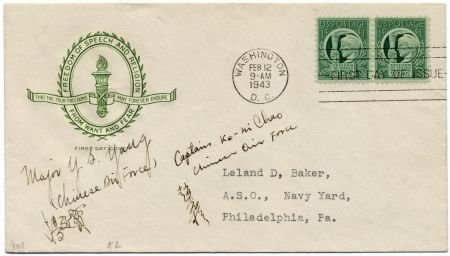 FREEDOM OF SPEECH AND RELIGION
THAT THE FOUR FREEDOMS MAY FOREVER ENSURE
FROM WANT AND FEAR
FIRST DAY COVER
WASHINGTON
FEB 12
9-AM
1943
D. C.
U.S. POSTAGE U.S. POSTAGE
FIRST DAY OF ISSUE
Major Y. S. Yang
(Chinese Air Force)
Captain Ka-ni Chao
Chinese Air Force
Leland D. Baker,
A.S.O., Navy Yard,
Philadelphia, Pa.